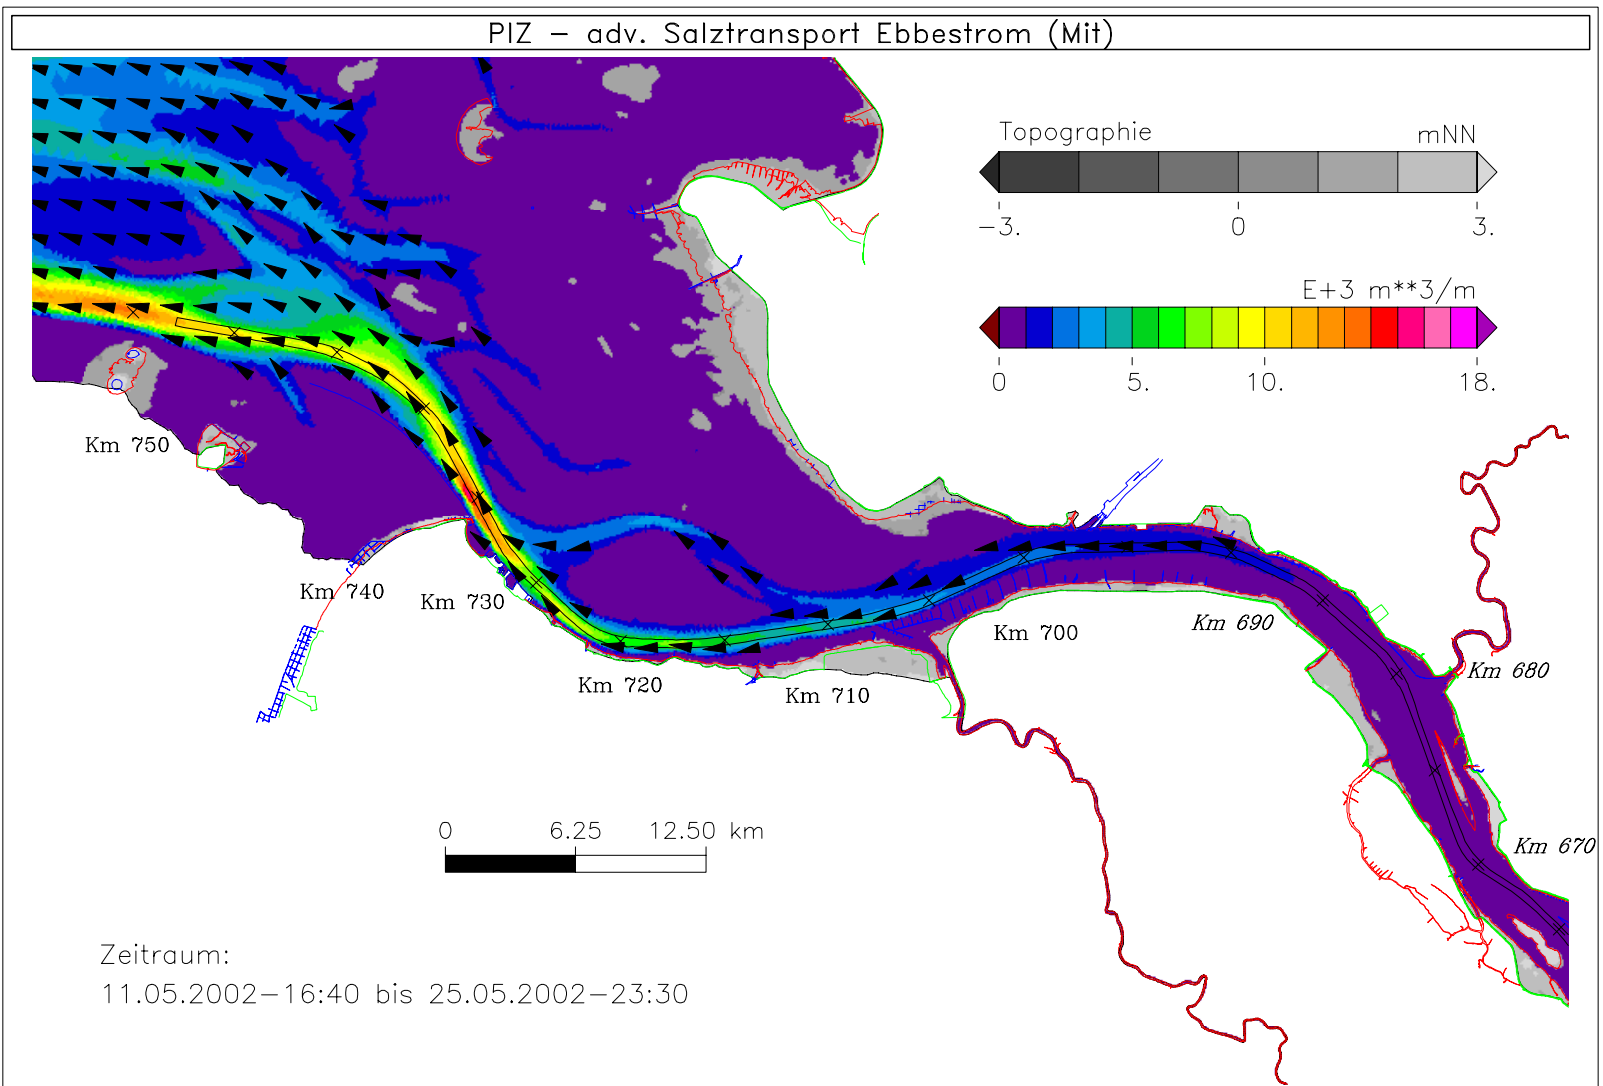 PIZ - adv. Salztransport Ebbestrom (Mit)
Topographie mNN
-3. 0 3.
E+3 m**3/m
0 5. 10. 18.
Km 750
Km 740
Km 730
Km 720
Km 710
Km 700
Km 690
Km 680
Km 670
0 6.25 12.50 km
Zeitraum:
11.05.2002-16:40 bis 25.05.2002-23:30